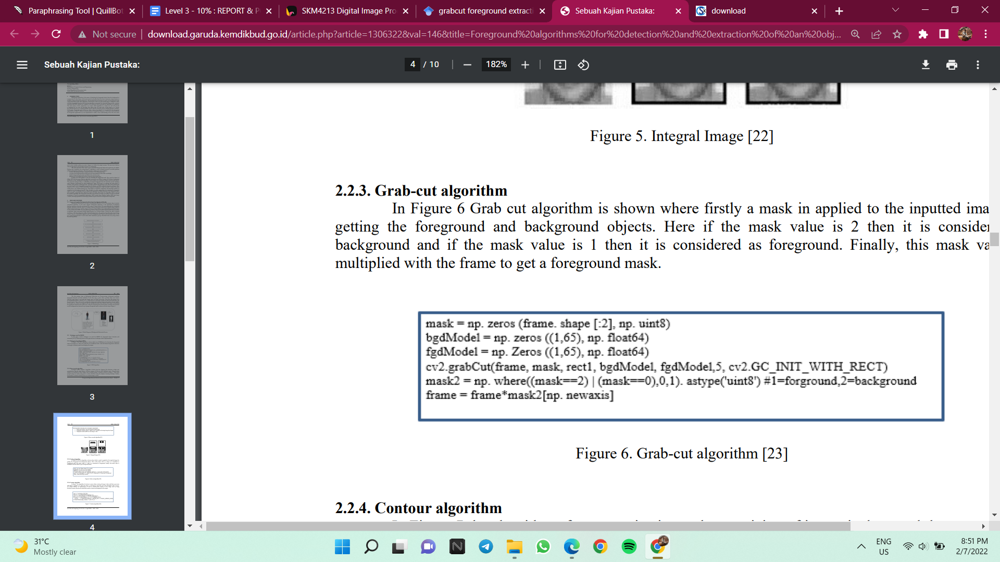 Paraphrasing Tool | QuillBot
Level 3 - 10% : REPORT & P
SKM4213 Digital Image Pro
grabcut foreground extracti
Sebuah Kajian Pustaka:
download
Not secure
download.garuda.kemdikbud.go.id/article.php?article=1306322&val=146&title=Foreground%20algorithms%20for%20detection%20and%20extraction%20of%20an%20obj...
Sebuah Kajian Pustaka:
4 / 10
182%
1
2
3
4
Figure 5. Integral Image [22]
2.2.3. Grab-cut algorithm
In Figure 6 Grab cut algorithm is shown where firstly a mask in applied to the inputted ima
getting the foreground and background objects. Here if the mask value is 2 then it is consider
background and if the mask value is 1 then it is considered as foreground. Finally, this mask va
multiplied with the frame to get a foreground mask.
mask = np. zeros (frame. shape [:2], np. uint8)
bgdModel = np. zeros ((1,65), np. float64)
fgdModel = np. Zeros ((1,65), np. float64)
cv2.grabCut(frame, mask, rect1, bgdModel, fgdModel,5, cv2.GC_INIT_WITH_RECT)
mask2 = np. where((mask==2) | (mask==0),0,1). astype('uint8') #1=forground,2=background
frame = frame*mask2[np. newaxis]
Figure 6. Grab-cut algorithm [23]
2.2.4. Contour algorithm
31°C
Mostly clear
ENG
US
8:51 PM
2/7/2022